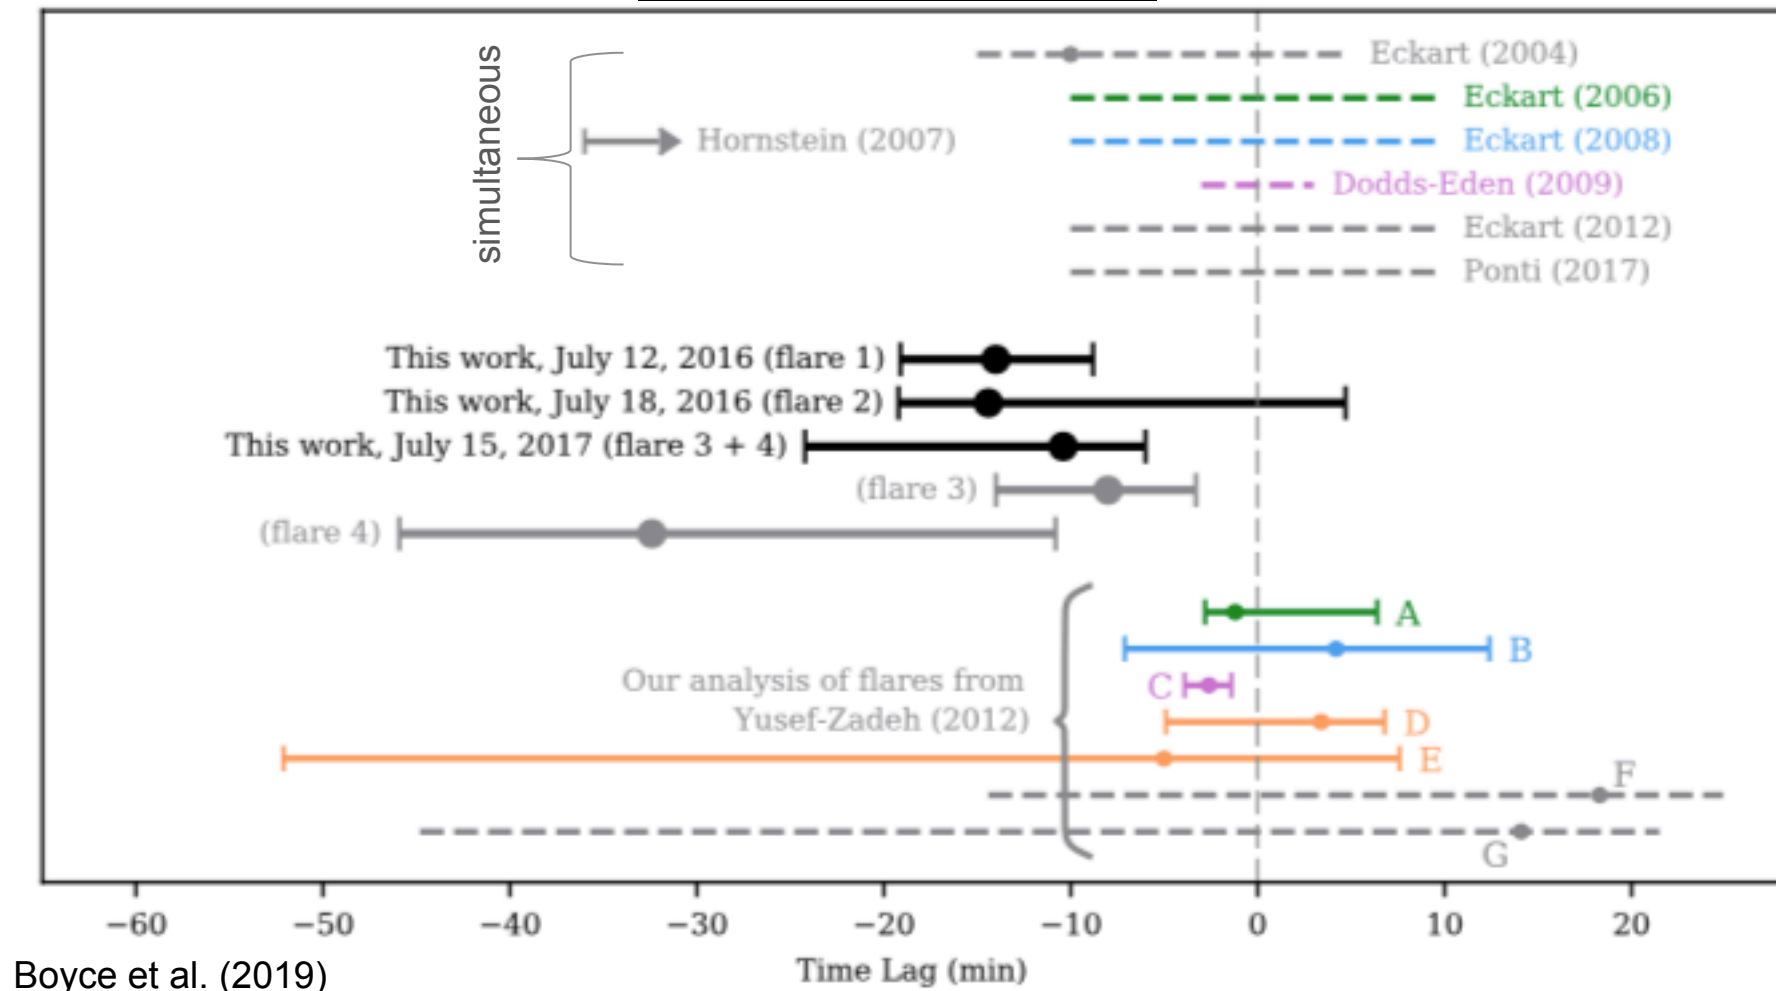 simultaneous
Eckart (2004)
Eckart (2006)
Hornstein (2007)
Eckart (2008)
Dodds-Eden (2009)
Eckart (2012)
Ponti (2017)
This work, July 12, 2016 (flare 1)
This work, July 18, 2016 (flare 2)
This work, July 15, 2017 (flare 3 + 4)
(flare 3)
(flare 4)
A
B
Our analysis of flares from
C
Yusef-Zadeh (2012)
D
E
F
G
−60 −50 −40 −30 −20 −10 0 10 20
Time Lag (min)
Boyce et al. (2019)